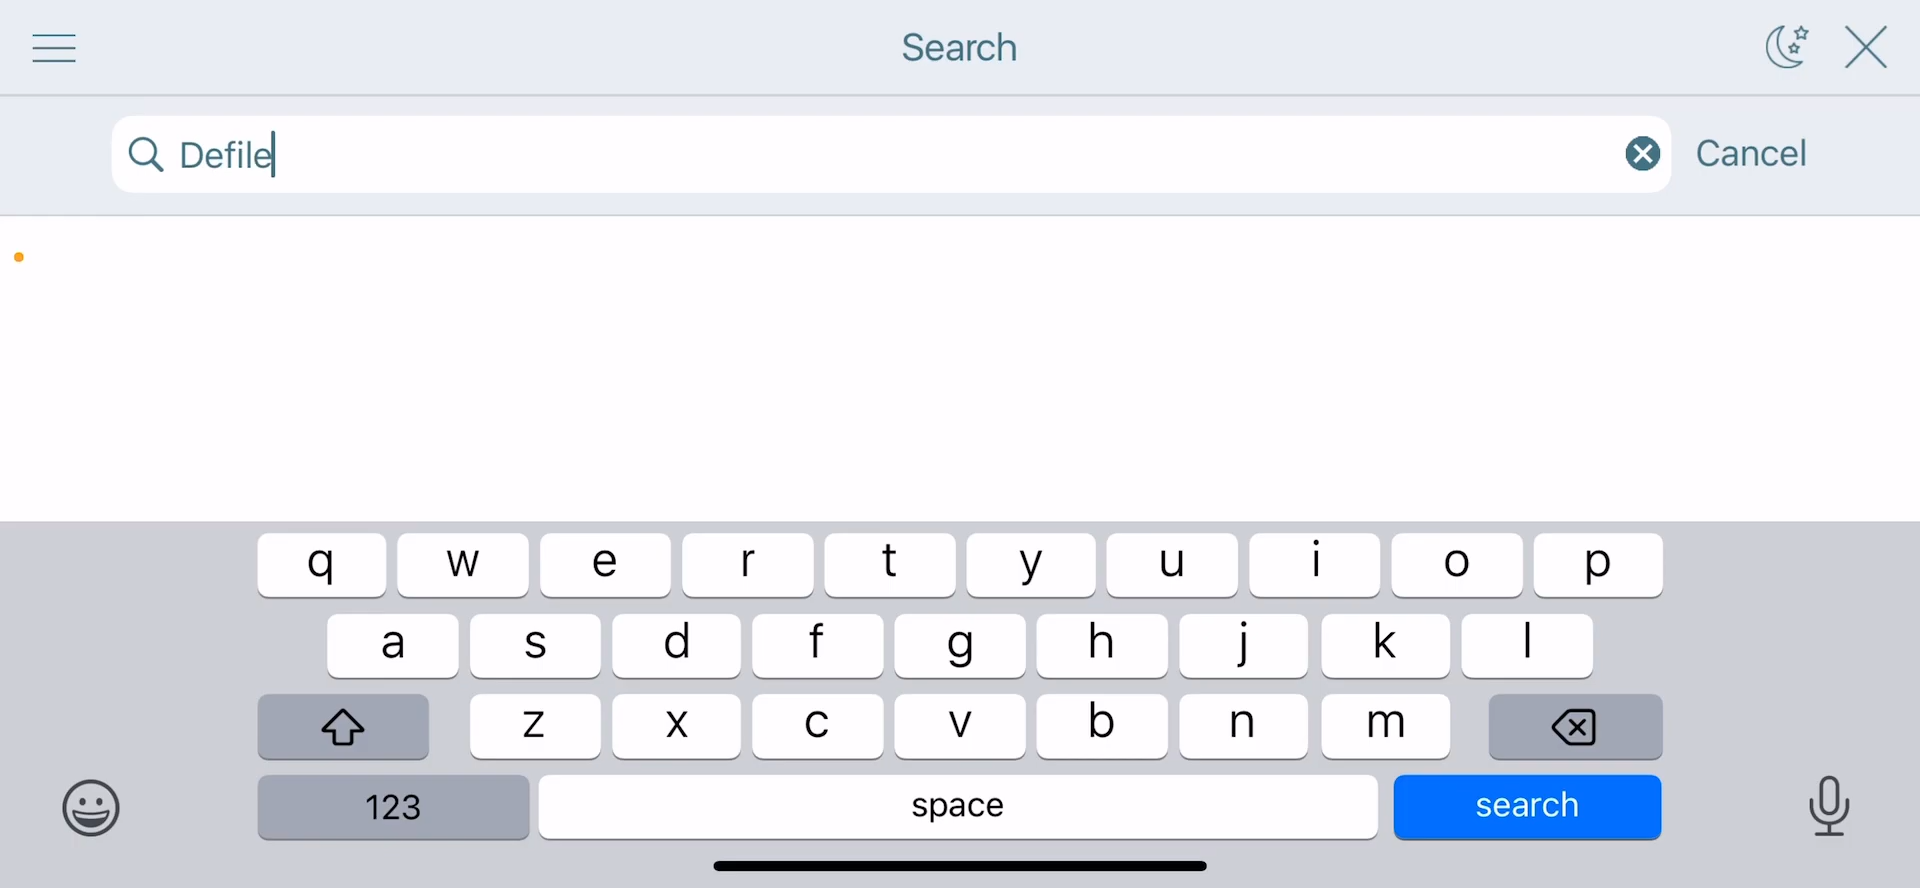 Search
Defile
Cancel
q w e r t y u i o p
a s d f g h j k l
z x c v b n m
123 space search